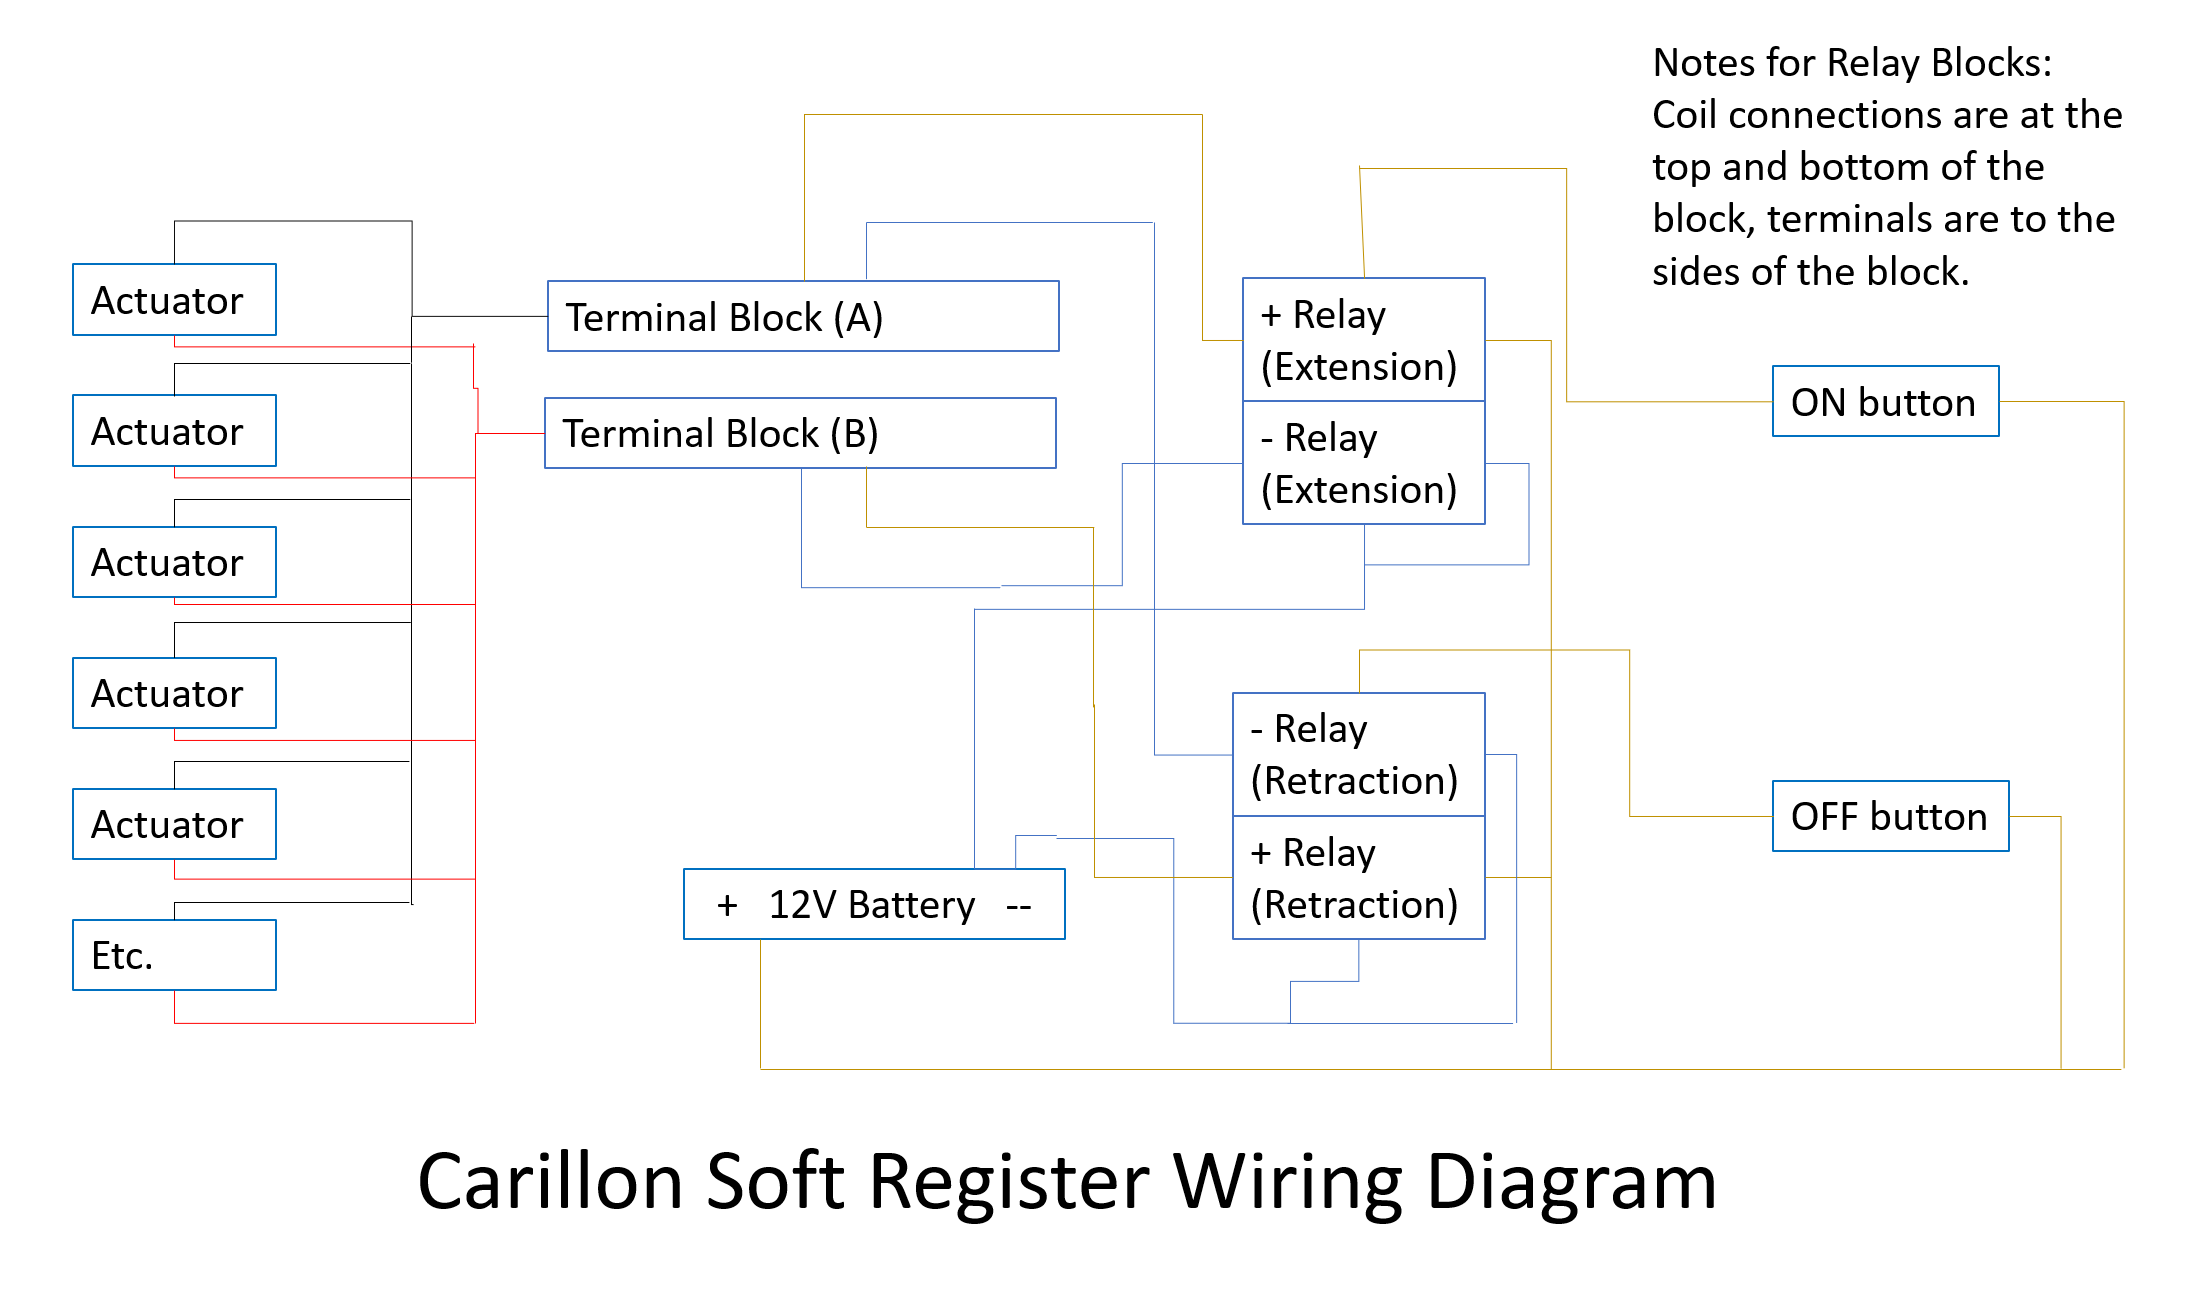 Notes for Relay Blocks:
Coil connections are at the
top and bottom of the
block, terminals are to the
sides of the block.
Actuator
Terminal Block (A)
+ Relay
(Extension)
ON button
Actuator
Terminal Block (B)
- Relay
(Extension)
Actuator
Actuator
- Relay
(Retraction)
OFF button
Actuator
+ Relay
(Retraction)
+ 12V Battery --
Etc.
Carillon Soft Register Wiring Diagram